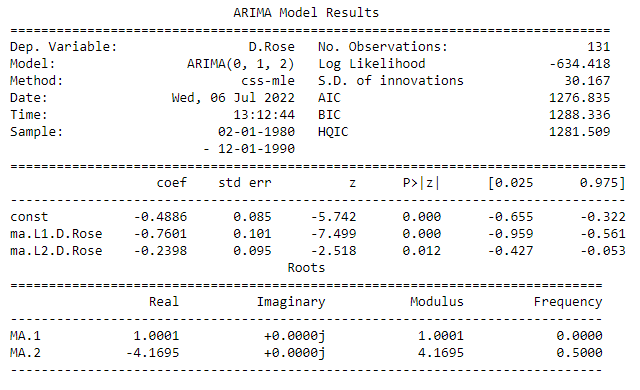 ARIMA Model Results
==============================================================================
Dep. Variable:                 D.Rose   No. Observations:                  131
Model:                 ARIMA(0, 1, 2)   Log Likelihood                -634.418
Method:                       css-mle   S.D. of innovations             30.167
Date:                Wed, 06 Jul 2022   AIC                           1276.835
Time:                        13:12:44   BIC                           1288.336
Sample:                    02-01-1980   HQIC                          1281.509
- 12-01-1990
================================================================================
coef    std err          z      P>|z|      [0.025      0.975]
--------------------------------------------------------------------------------
const           -0.4886      0.085     -5.742      0.000      -0.655      -0.322
ma.L1.D.Rose    -0.7601      0.101     -7.499      0.000      -0.959      -0.561
ma.L2.D.Rose    -0.2398      0.095     -2.518      0.012      -0.427      -0.053
Roots
=============================================================================
Real          Imaginary           Modulus         Frequency
-----------------------------------------------------------------------------
MA.1            1.0001           +0.0000j            1.0001            0.0000
MA.2           -4.1695           +0.0000j            4.1695            0.5000
-----------------------------------------------------------------------------